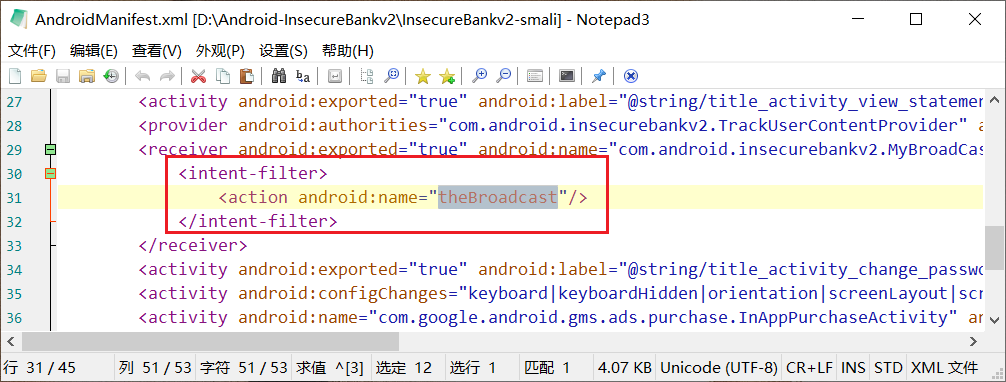 AndroidManifest.xml [D:\Android-InsecureBankv2\InsecureBankv2-smali] - Notepad3
文件(F) 编辑(E) 查看(V) 外观(P) 设置(S) 帮助(H)
27 <activity android:exported="true" android:label="@string/title_activity_view_statemen
28 <provider android:authorities="com.android.insecurebankv2.TrackUserContentProvider" a
29 <receiver android:exported="true" android:name="com.android.insecurebankv2.MyBroadCas
30 <intent-filter>
31 <action android:name="theBroadcast"/>
32 </intent-filter>
33 </receiver>
34 <activity android:exported="true" android:label="@string/title_activity_change_passwo
35 <activity android:configChanges="keyboard|keyboardHidden|orientation|screenLayout|scr
36 <activity android:name="com.google.android.gms.ads.purchase.InAppPurchaseActivity" an
行 31 / 45 列 51 / 53 字符 51 / 53 求值 ^[3] 选定 12 选行 1 匹配 1 4.07 KB Unicode (UTF-8) CR+LF INS STD XML 文件